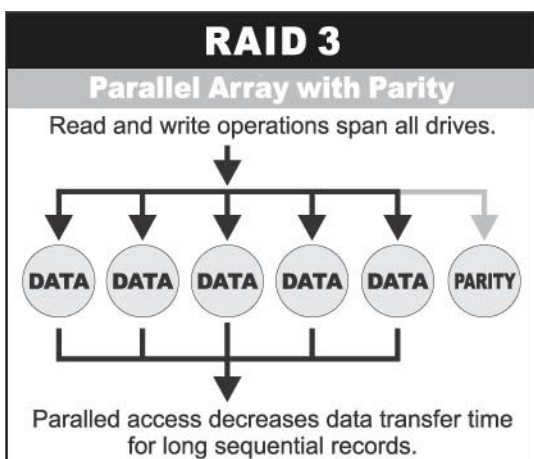 RAID 3
Parallel Array with Parity
Read and write operations span all drives.
DATA DATA DATA DATA DATA PARITY
Paralled access decreases data transfer time
for long sequential records.